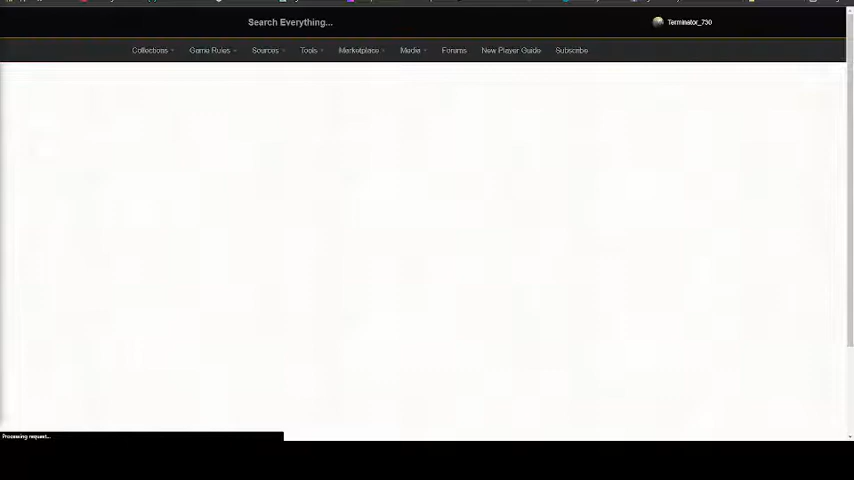 Search Everything...
Terminator_730
Collections Game Rules Sources Tools Marketplace Media Forums New Player Guide Subscribe
Processing request...